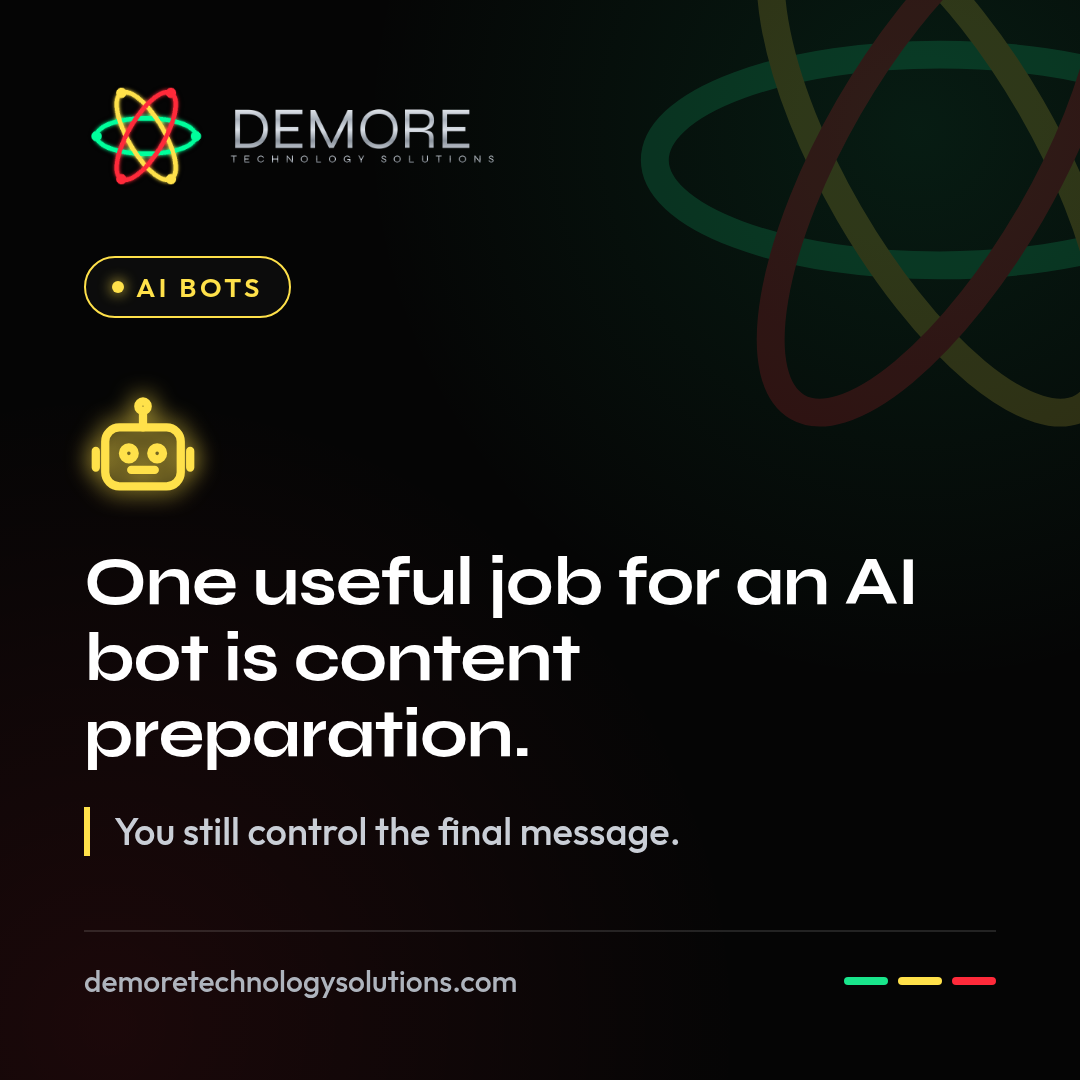 DEMORE
TECHNOLOGY SOLUTIONS
AI BOTS
One useful job for an AI
bot is content
preparation.
You still control the final message.
demoretechnologysolutions.com